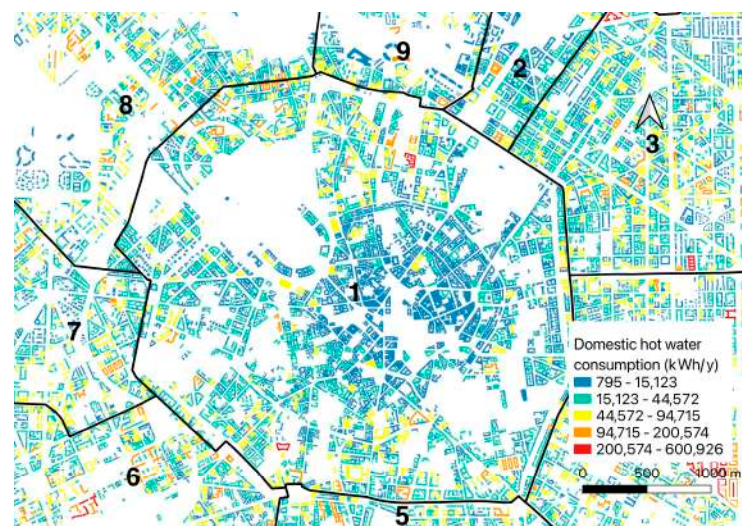 9
2
8
3
1
7
Domestic hot water
consumption (kWh/y)
795 - 15,123
15,123 - 44,572
44,572 - 94,715
94,715 - 200,574
200,574 - 600,926
6
0 500 1000 m
5